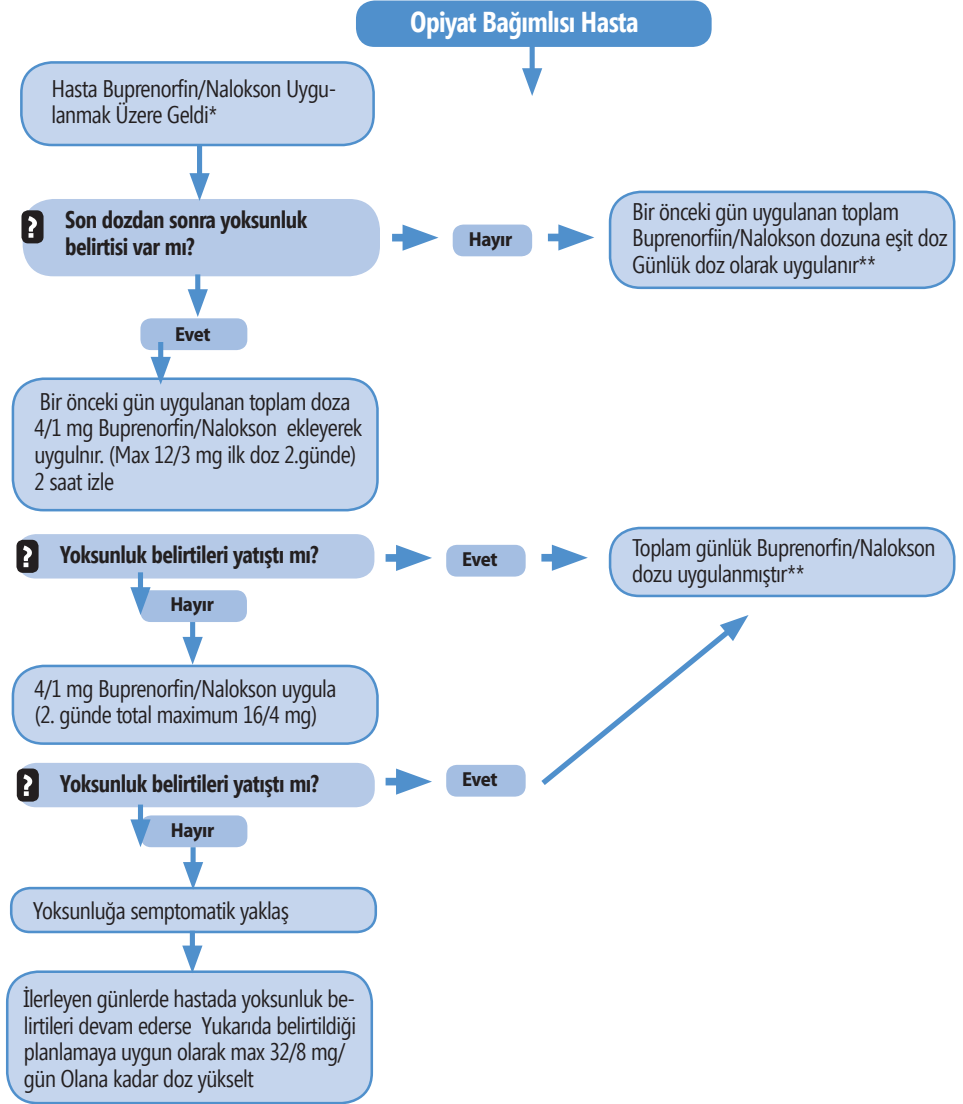 Opiyat Bağımlısı Hasta
Hasta Buprenorfin/Nalokson Uygu-
lanmak Üzere Geldi*
? Son dozdan sonra yoksunluk
belirtisi var mı?
Hayır
Bir önceki gün uygulanan toplam
Buprenorfiin/Nalokson dozuna eşit doz
Günlük doz olarak uygulanır**
Evet
Bir önceki gün uygulanan toplam doza
4/1 mg Buprenorfin/Nalokson ekleyerek
uygulnır. (Max 12/3 mg ilk doz 2.günde)
2 saat izle
? Yoksunluk belirtileri yatıştı mı?
Evet
Toplam günlük Buprenorfin/Nalokson
dozu uygulanmıştır**
Hayır
4/1 mg Buprenorfin/Nalokson uygula
(2. günde total maximum 16/4 mg)
? Yoksunluk belirtileri yatıştı mı?
Evet
Hayır
Yoksunluğa semptomatik yaklaş
İlerleyen günlerde hastada yoksunluk be-
lirtileri devam ederse Yukarıda belirtildiği
planlamaya uygun olarak max 32/8 mg/
gün Olana kadar doz yükselt